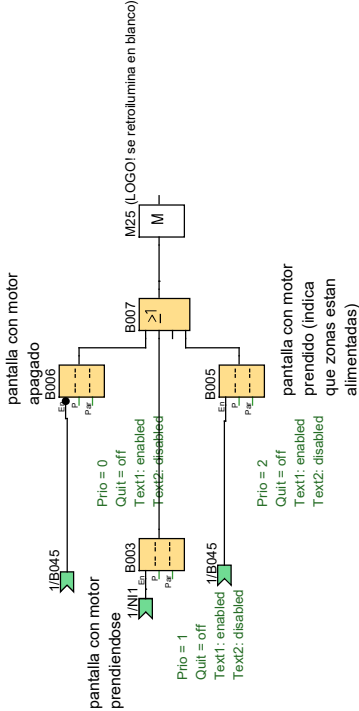 pantalla con motor
apagado
B006
En
P
Par
Prio = 0
Quit = off
Text1: enabled
Text2: disabled
1/B045
pantalla con motor
prendiendose
1/NI1
B003
En
P
Par
Prio = 1
Quit = off
Text1: enabled
Text2: disabled
1/B045
B005
En
P
Par
Prio = 2
Quit = off
Text1: enabled
Text2: disabled
pantalla con motor
prendido (indica
que zonas estan
alimentadas)
B007
≥1
M25 (LOGO! se retroilumina en blanco)
M